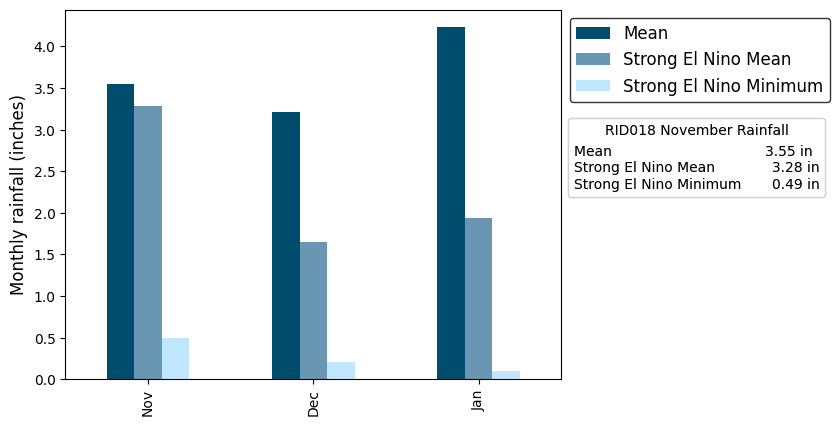 Monthly rainfall (inches)
4.0
3.5
3.0
2.5
2.0
1.5
1.0
0.5
0.0
Nov
Dec
Jan
Mean
Strong El Nino Mean
Strong El Nino Minimum
RID018 November Rainfall
Mean 3.55 in
Strong El Nino Mean 3.28 in
Strong El Nino Minimum 0.49 in